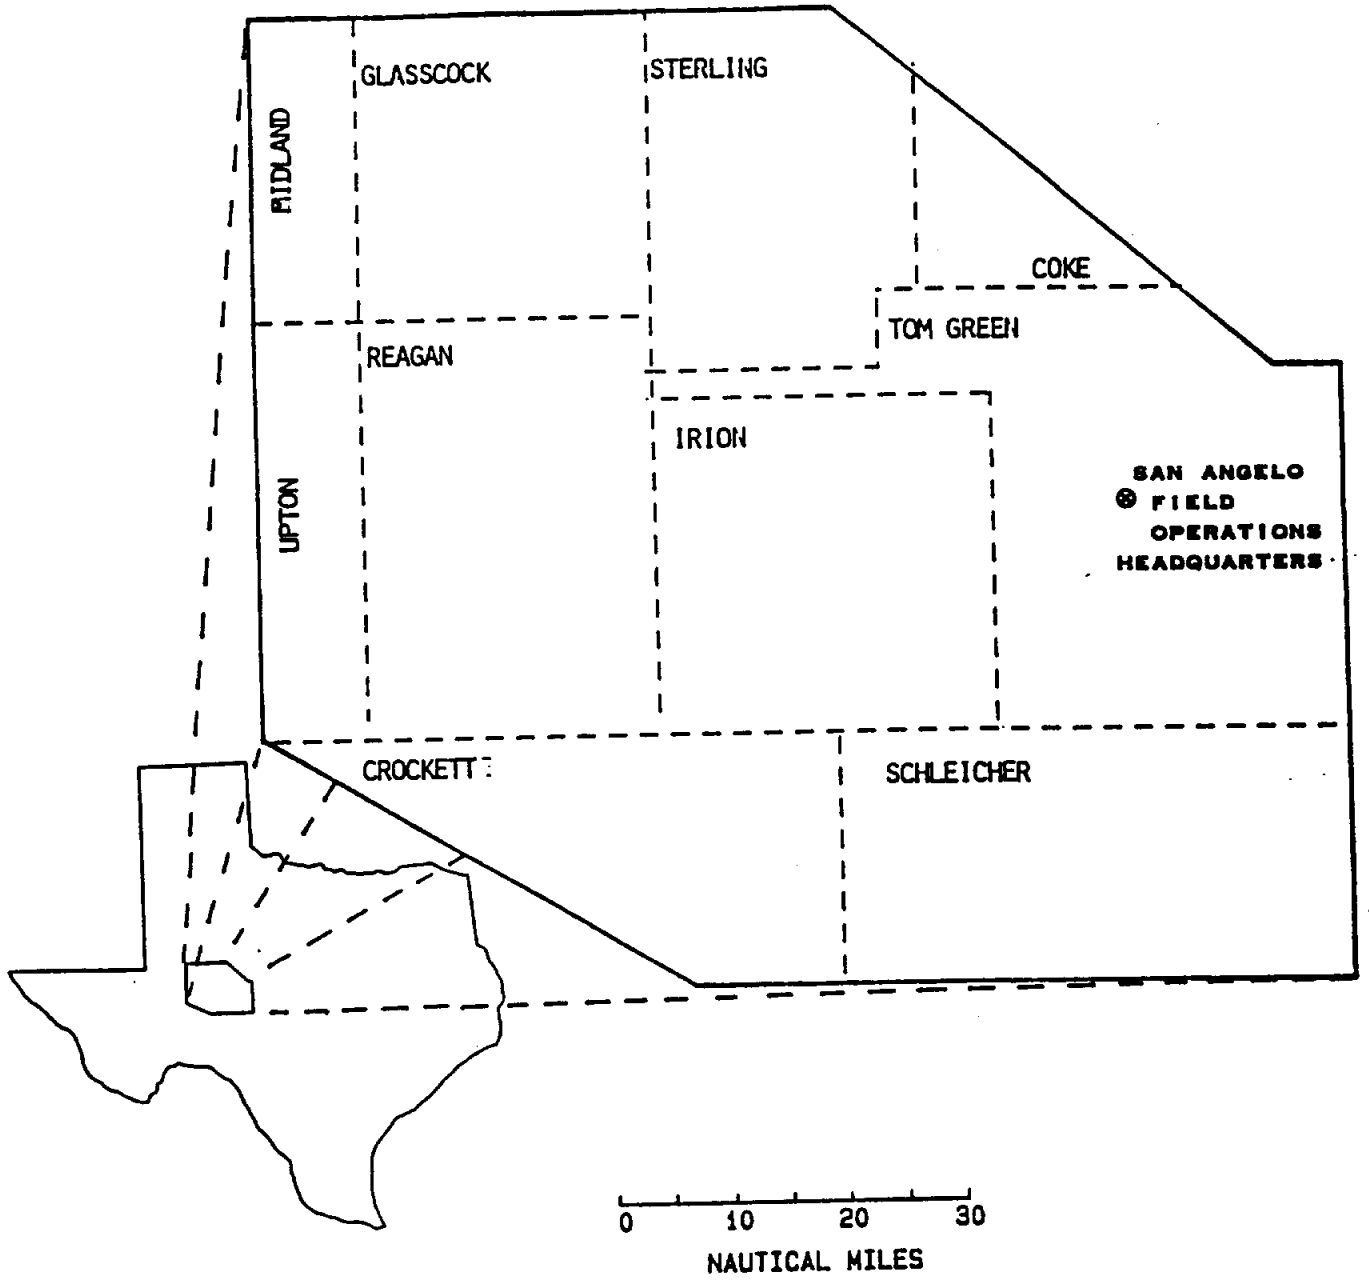 GLASSCOCK
STERLING
MIDLAND
COKE
TOM GREEN
REAGAN
IRION
SAN ANGELO
FIELD
OPERATIONS
HEADQUARTERS
UPTON
CROCKETT
SCHLEICHER
0 10 20 30
NAUTICAL MILES